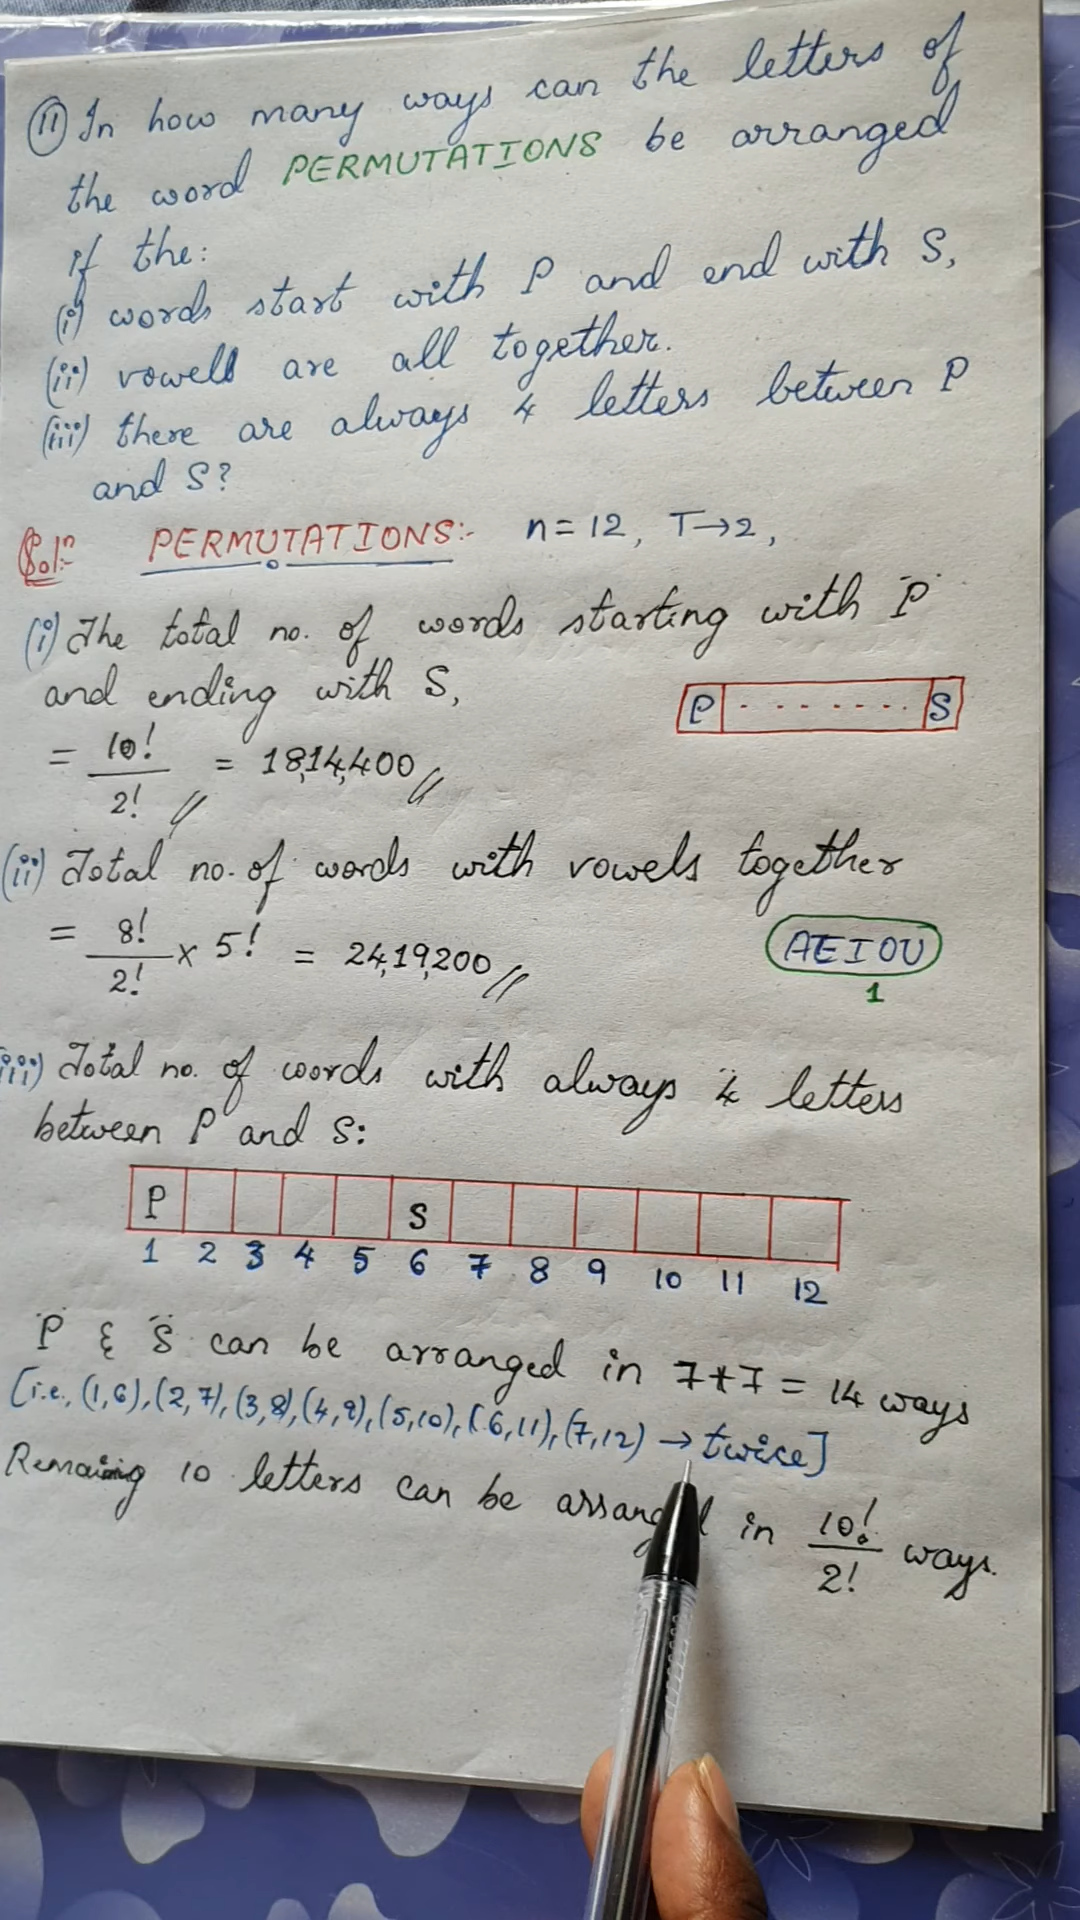 (11) In how many ways can the letters of
the word PERMUTATIONS be arranged
if the:
(i) words start with P and end with S,
(ii) vowels are all together.
(iii) there are always 4 letters between P
and S?
Sol:n PERMUTATIONS:- n = 12, T→2,
(i) The total no. of words starting with P
and ending with S,
P . . . . . . . S
= 10!/2! = 18,14,400
(ii) Total no. of words with vowels together
= 8!/2! × 5! = 24,19,200
AEIOU
1
(iii) Total no. of words with always 4 letters
between P and S:
P S
1 2 3 4 5 6 7 8 9 10 11 12
P & S can be arranged in 7+7 = 14 ways
[i.e, (1,6), (2,7), (3,8), (4,9), (5,10), (6,11), (7,12) → twice]
10 letters can be in 10!/2! ways.